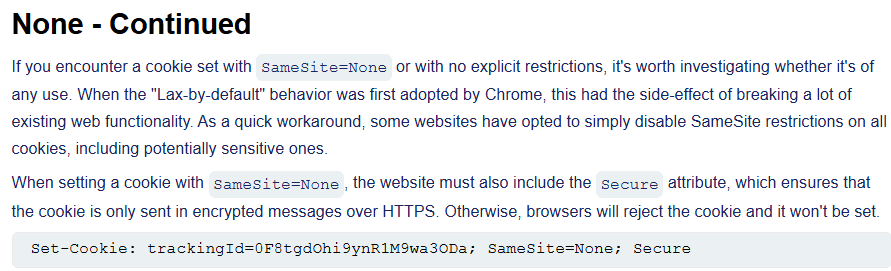 None - Continued
If you encounter a cookie set with SameSite=None or with no explicit restrictions, it's worth investigating whether it's of
any use. When the "Lax-by-default" behavior was first adopted by Chrome, this had the side-effect of breaking a lot of
existing web functionality. As a quick workaround, some websites have opted to simply disable SameSite restrictions on all
cookies, including potentially sensitive ones.
When setting a cookie with SameSite=None, the website must also include the Secure attribute, which ensures that
the cookie is only sent in encrypted messages over HTTPS. Otherwise, browsers will reject the cookie and it won't be set.
Set-Cookie: trackingId=0F8tgdOhi9ynR1M9wa3ODa; SameSite=None; Secure